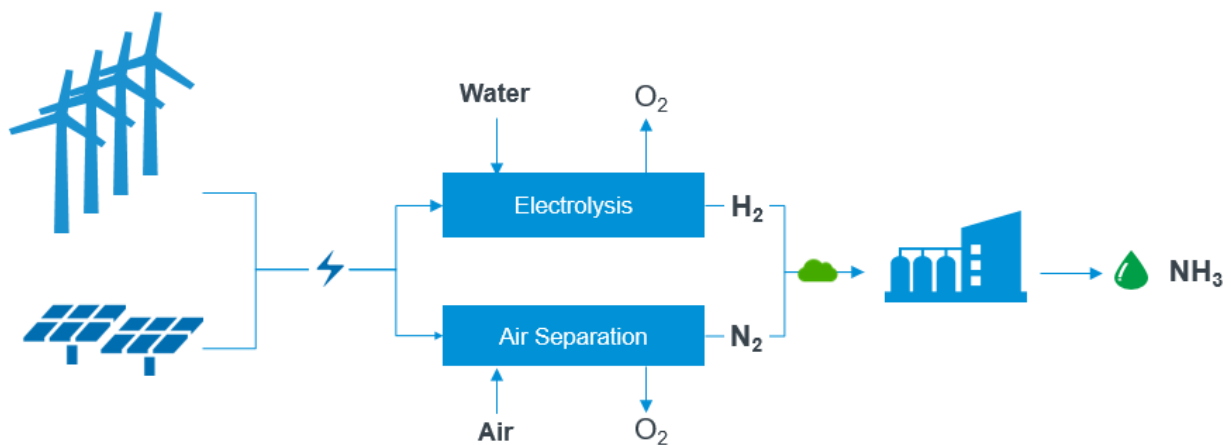 Water
O₂
Electrolysis
H₂
Air Separation
N₂
NH₃
Air
O₂